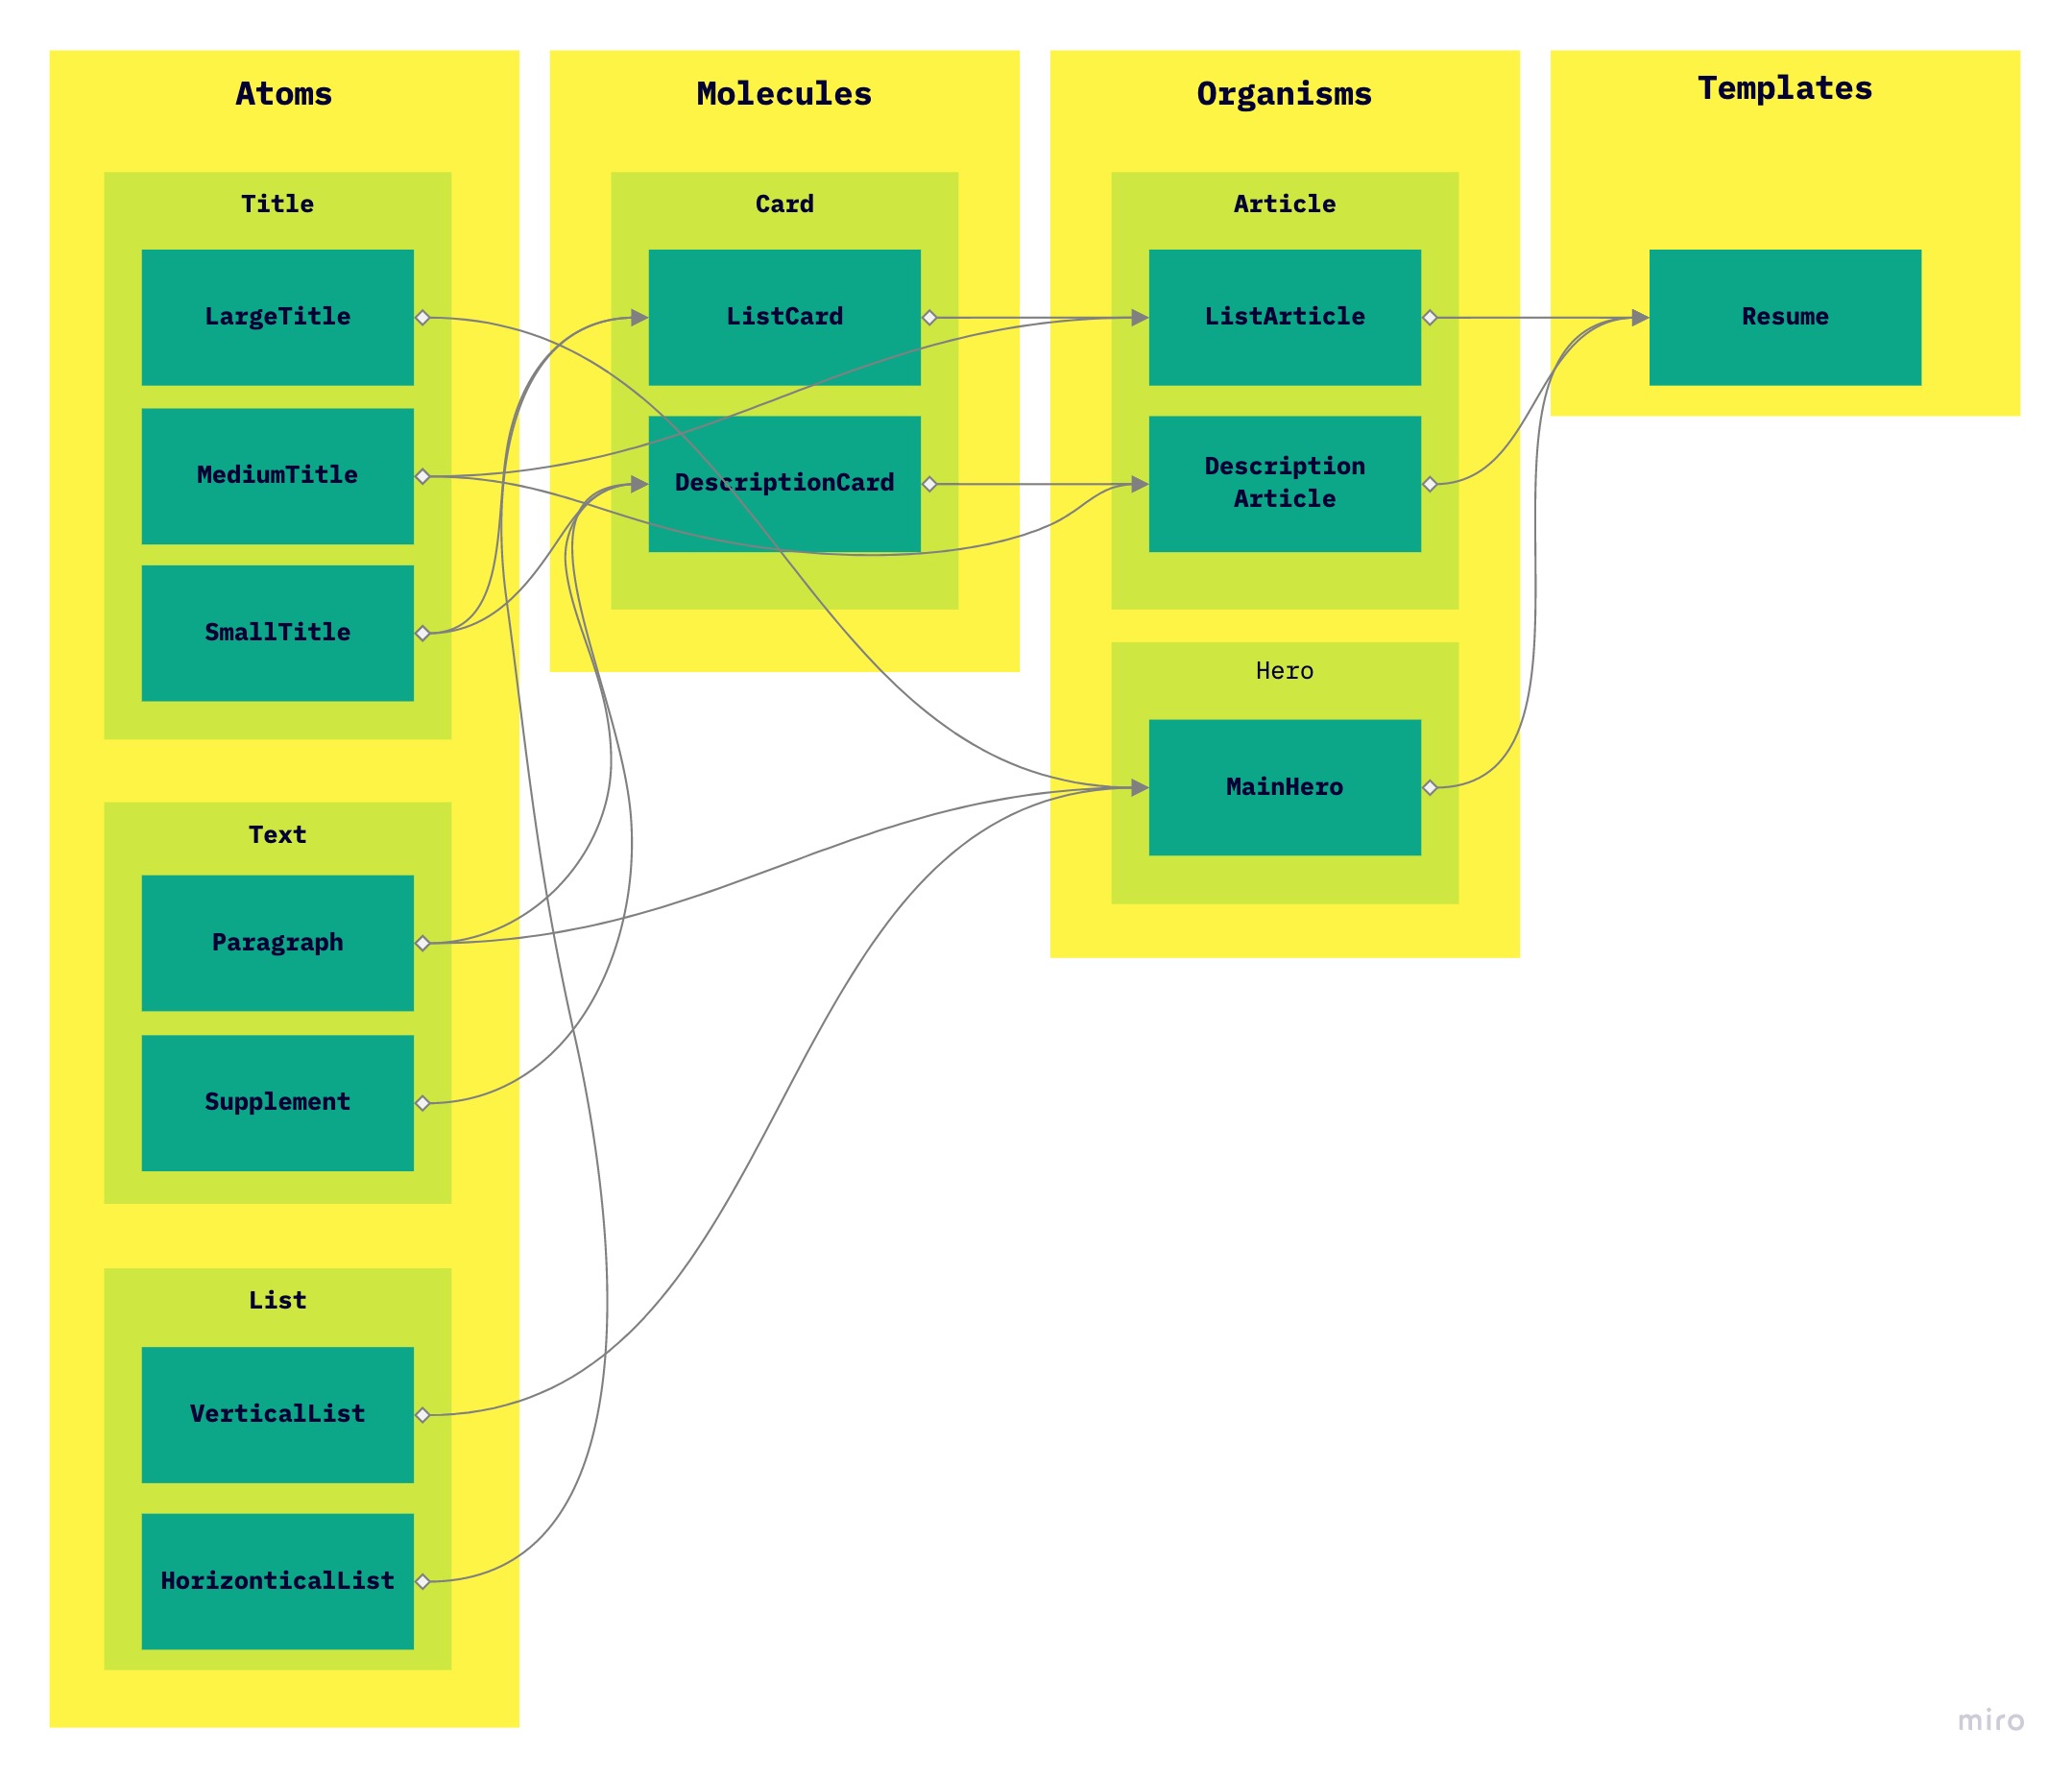 Atoms
Title
LargeTitle
MediumTitle
SmallTitle
Text
Paragraph
Supplement
List
VerticalList
HorizonticalList
Molecules
Card
ListCard
DescriptionCard
Organisms
Article
ListArticle
Description
Article
Hero
MainHero
Templates
Resume
miro